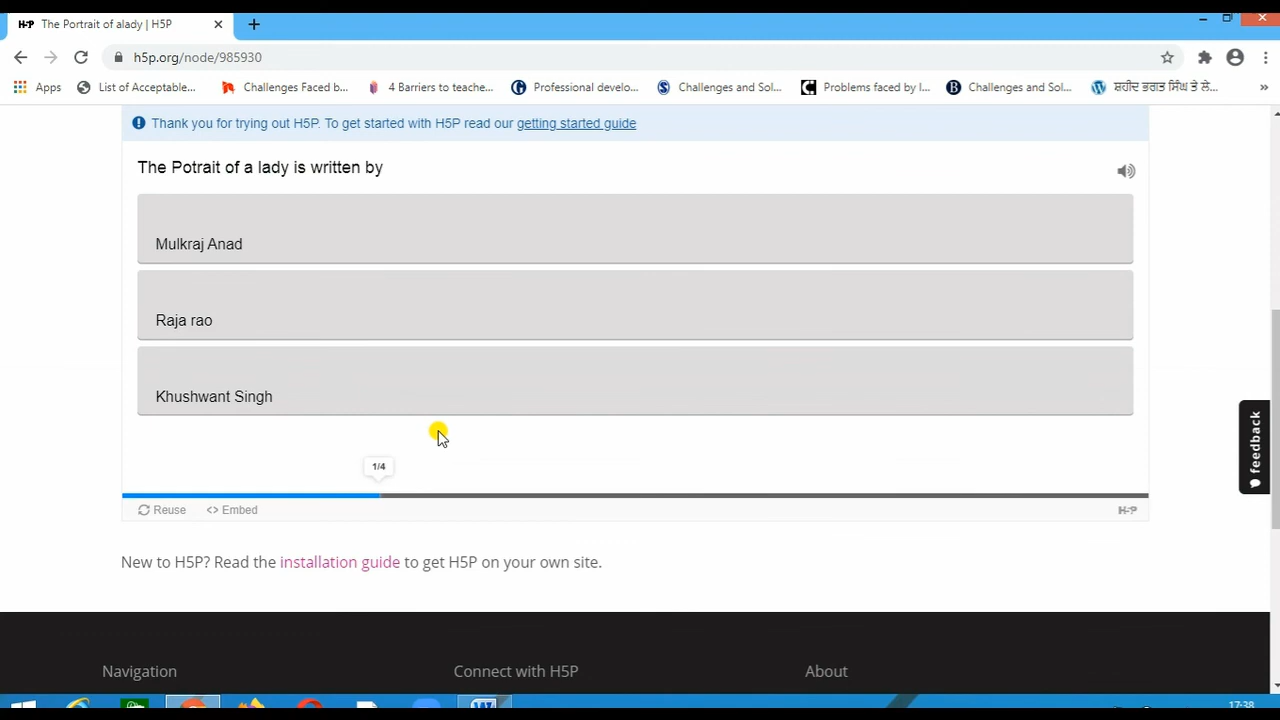 H-P The Portrait of alady | H5P
h5p.org/node/985930
Apps List of Acceptable... Challenges Faced b... 4 Barriers to teache... Professional develo... Challenges and Sol... Problems faced by l... Challenges and Sol... ਸ਼ਹੀਦ ਭਗਤ ਸਿੰਘ ਤੇ ਲੇ... »
Thank you for trying out H5P. To get started with H5P read our getting started guide
The Potrait of a lady is written by
Mulkraj Anad
Raja rao
Khushwant Singh
feedback
1/4
Reuse <> Embed H-P
New to H5P? Read the installation guide to get H5P on your own site.
Navigation Connect with H5P About
17:38